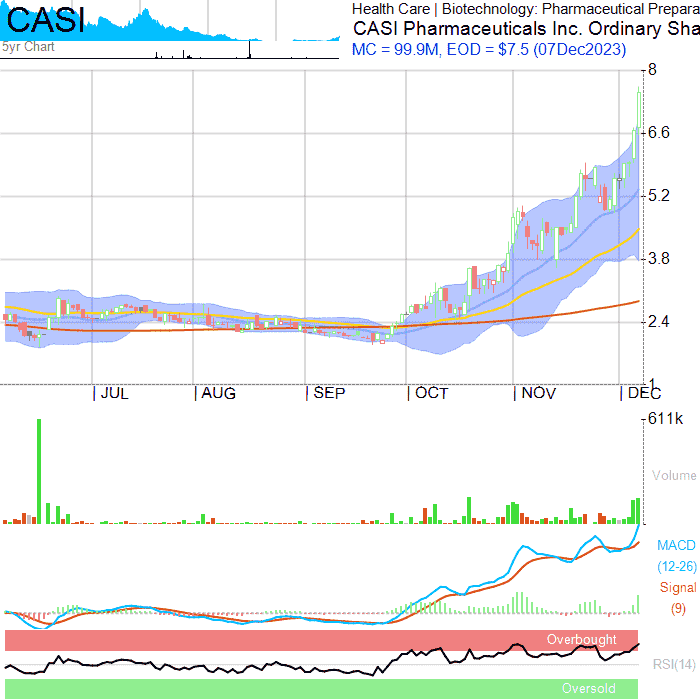 CASI
Health Care | Biotechnology: Pharmaceutical Prepara
CASI Pharmaceuticals Inc. Ordinary Sha
5yr Chart
MC = 99.9M, EOD = $7.5 (07Dec2023)
8
6.6
5.2
3.8
2.4
1
JUL
AUG
SEP
OCT
NOV
DEC
611k
Volume
MACD
(12-26)
Signal
(9)
Overbought
RSI(14)
Oversold